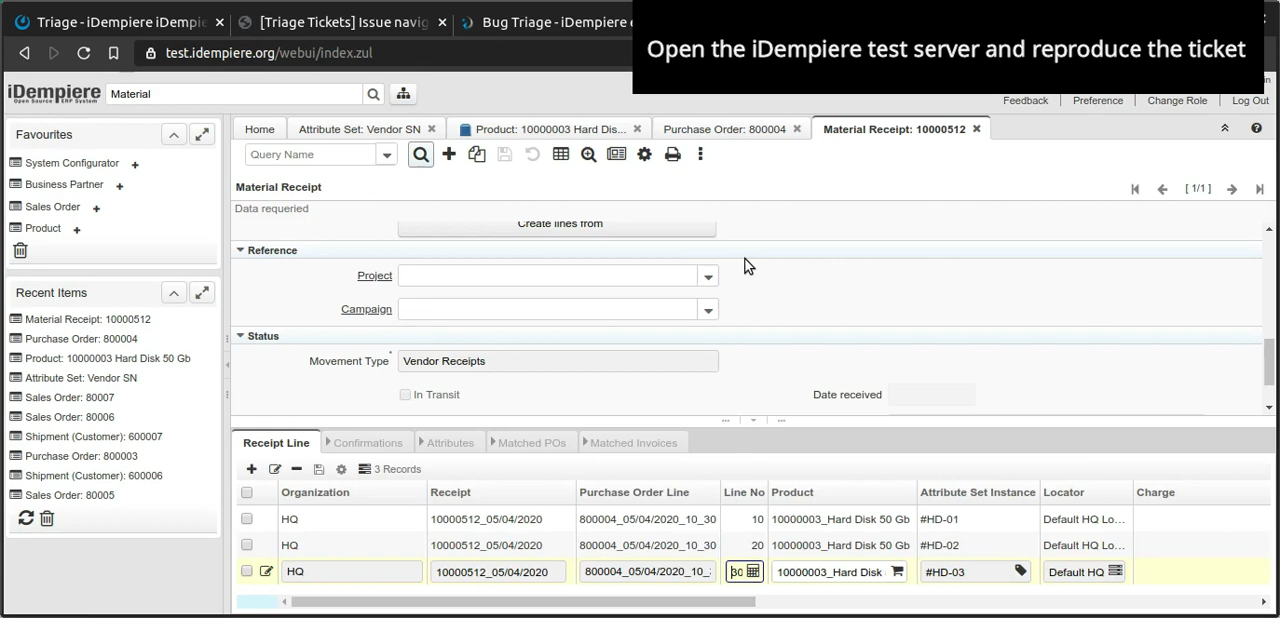 Triage - iDempiere iDempie
[Triage Tickets] Issue navig
Bug Triage - iDempiere e
Open the iDempiere test server and reproduce the ticket
test.idempiere.org/webui/index.zul
iDempiere
Open Source ERP System
Material
Feedback
Preference
Change Role
Log Out
Favourites
System Configurator
Business Partner
Sales Order
Product
Recent Items
Material Receipt: 10000512
Purchase Order: 800004
Product: 10000003 Hard Disk 50 Gb
Attribute Set: Vendor SN
Sales Order: 80007
Sales Order: 80006
Shipment (Customer): 600007
Purchase Order: 800003
Shipment (Customer): 600006
Sales Order: 80005
Home
Attribute Set: Vendor SN
Product: 10000003 Hard Dis...
Purchase Order: 800004
Material Receipt: 10000512
Query Name
Material Receipt
[ 1/1 ]
Data requeried
Create lines from
Reference
Project
Campaign
Status
Movement Type
Vendor Receipts
In Transit
Date received
Receipt Line
Confirmations
Attributes
Matched POs
Matched Invoices
3 Records
Organization Receipt Purchase Order Line Line No Product Attribute Set Instance Locator Charge
HQ 10000512_05/04/2020 800004_05/04/2020_10_30 10 10000003_Hard Disk 50 Gb #HD-01 Default HQ Lo...
HQ 10000512_05/04/2020 800004_05/04/2020_10_30 20 10000003_Hard Disk 50 Gb #HD-02 Default HQ Lo...
HQ 10000512_05/04/2020 800004_05/04/2020_10_: 30 10000003_Hard Disk #HD-03 Default HQ